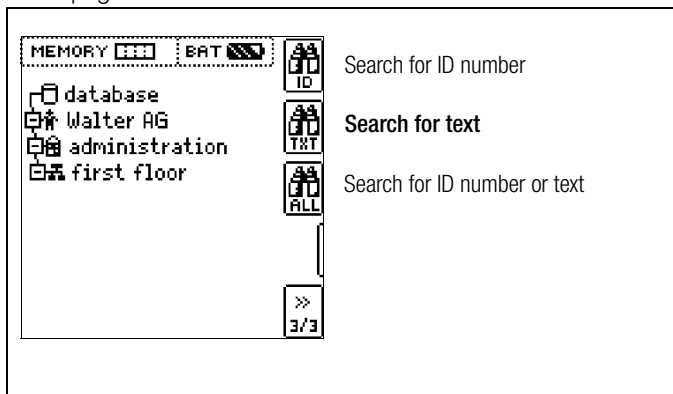 MEMORY BAT
ID
Search for ID number
database
Walter AG
TXT
Search for text
administration
first floor
ALL
Search for ID number or text
»
3/3